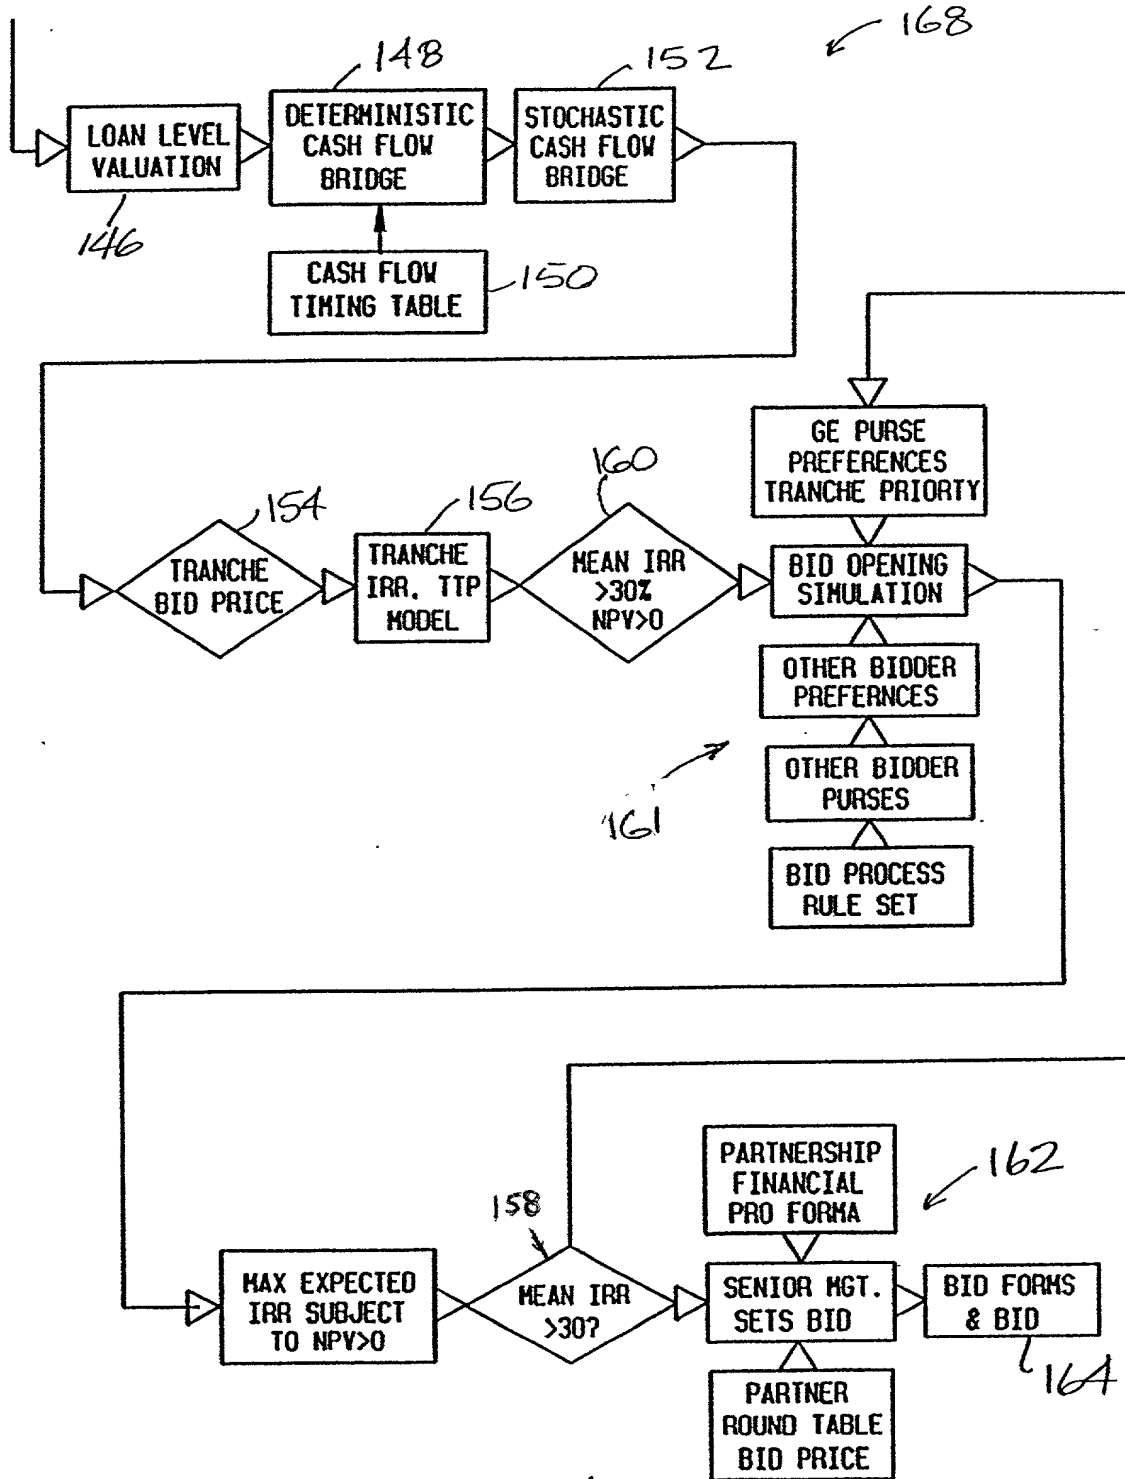 168
148
152
LOAN LEVEL
VALUATION
DETERMINISTIC
CASH FLOW
BRIDGE
STOCHASTIC
CASH FLOW
BRIDGE
146
CASH FLOW
TIMING TABLE
150
GE PURSE
PREFERENCES
TRANCHE PRIORTY
160
154
156
TRANCHE
BID PRICE
TRANCHE
IRR. TTP
MODEL
MEAN IRR
>30%
NPV>0
BID OPENING
SIMULATION
OTHER BIDDER
PREFERNCES
OTHER BIDDER
PURSES
161
BID PROCESS
RULE SET
PARTNERSHIP
FINANCIAL
PRO FORMA
162
158
MAX EXPECTED
IRR SUBJECT
TO NPV>0
MEAN IRR
>30?
SENIOR MGT.
SETS BID
BID FORMS
& BID
164
PARTNER
ROUND TABLE
BID PRICE